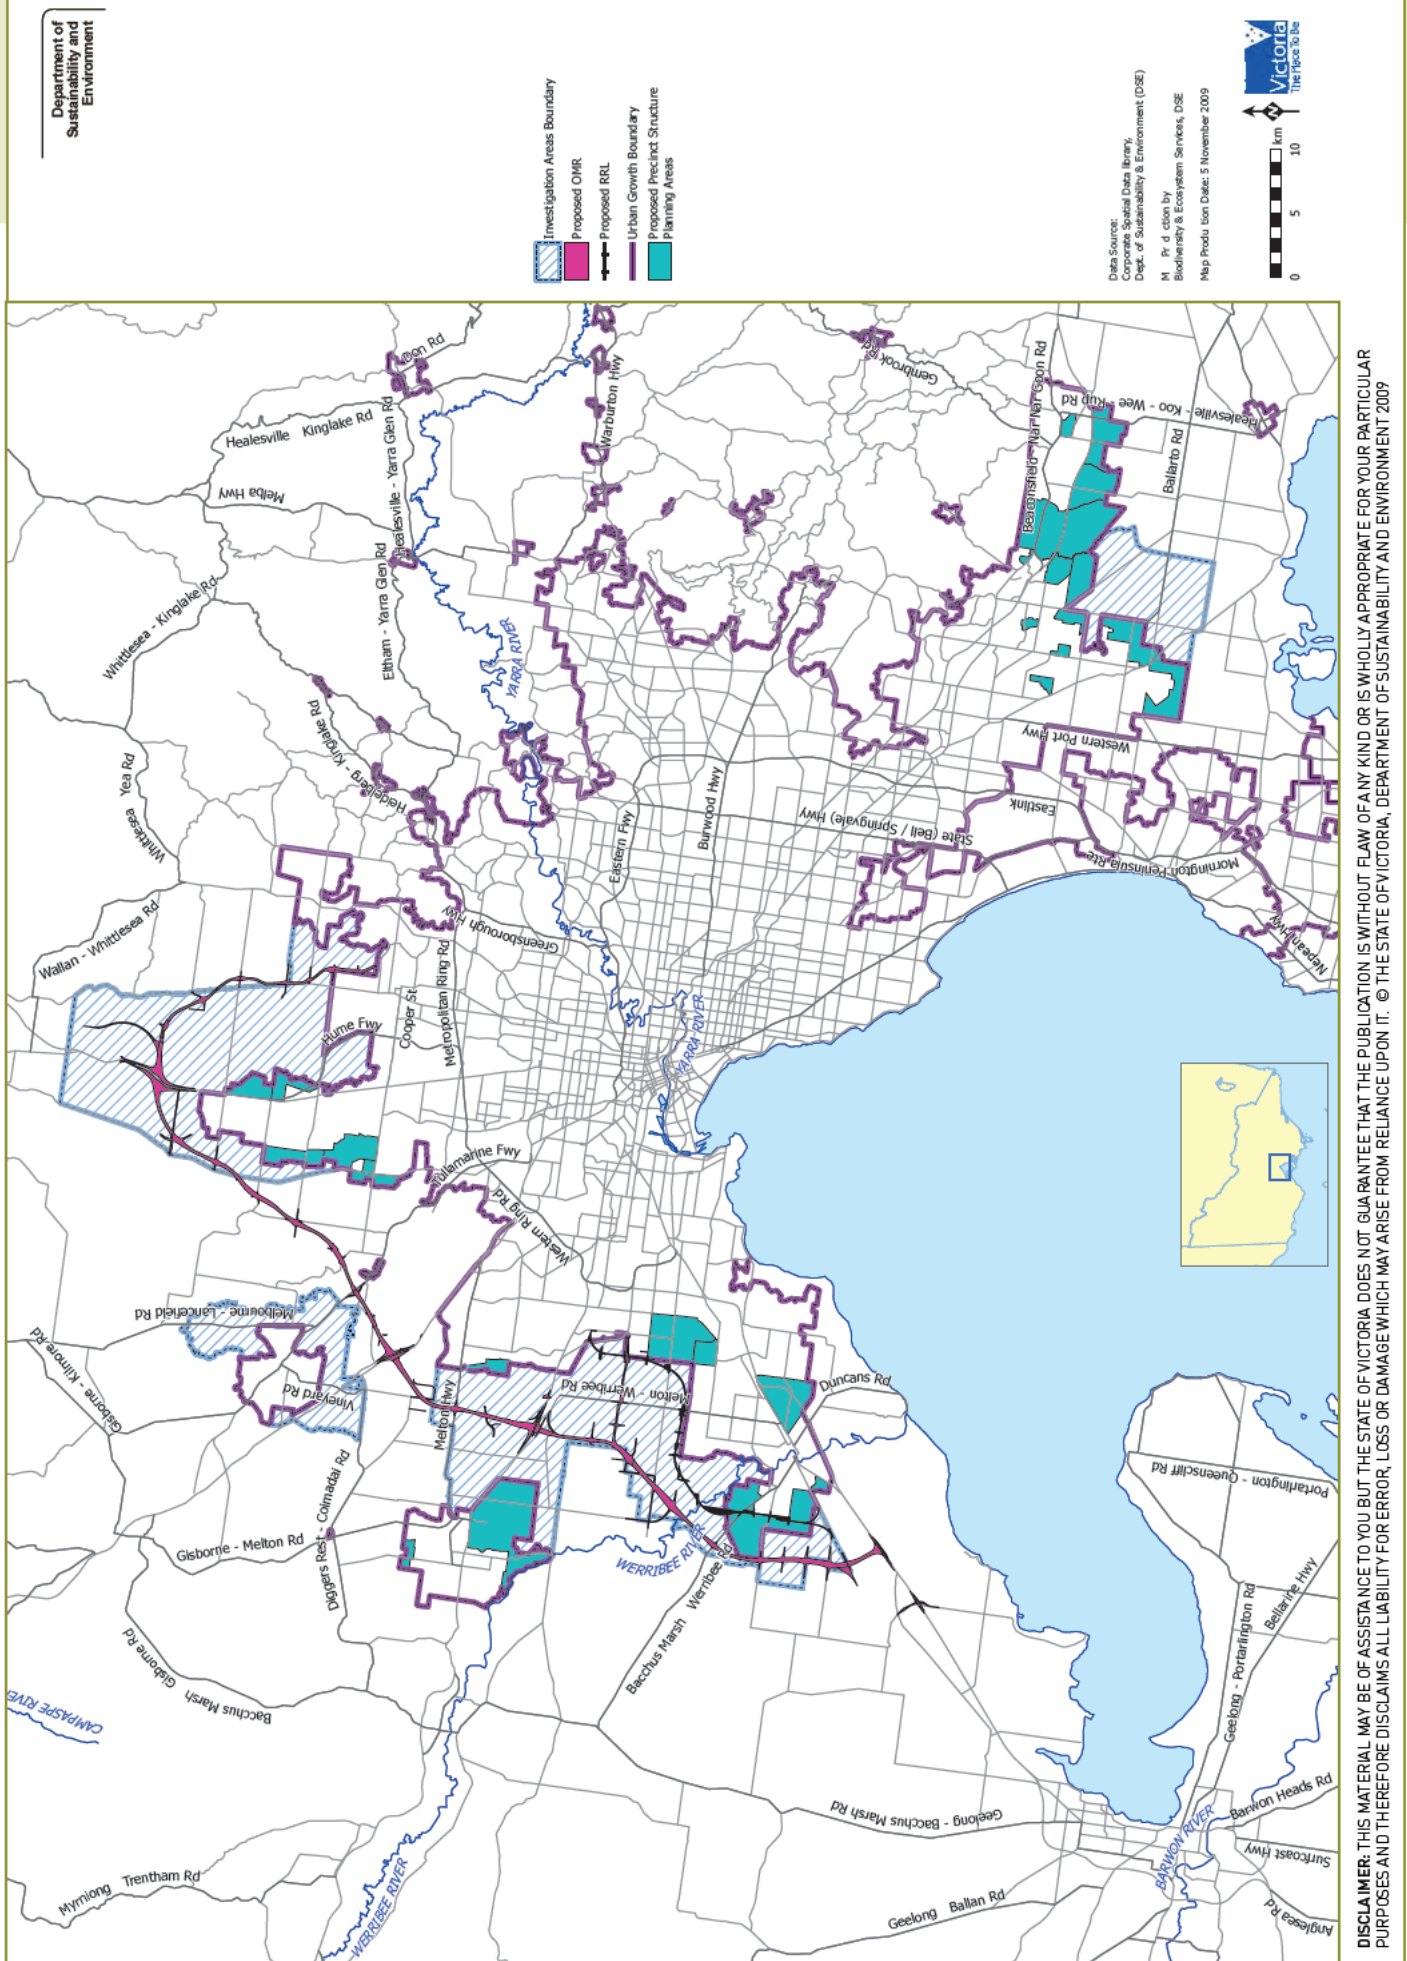 Department of
Sustainability and
Environment
Investigation Areas Boundary
Proposed OMR
Proposed RRL
Urban Growth Boundary
Proposed Precinct Structure
Planning Areas
Data Source:
Corporate Spatial Data library,
Dept. of Sustainability & Environment (DSE)
M Pr d ction by
Biodiversity & Ecosystem Services, DSE
Map Produ tion Date: 5 November 2009
0 5 10
km
N
Victoria
The Place To Be
CAMPASPE RIVE
Myrniong Trentham Rd
WERRIBEE RIVER
Bacchus Marsh Gisborne Rd
Gisborne - Melton Rd
Diggers Rest - Coimadai Rd
Gisborne - Kilmore Rd
Vineyard Rd
Melbourne - Lancefield Rd
Melton Hwy
Melton - Werribee Rd
WERRIBEE RIVER
Bacchus Marsh Werribee Rd
Duncans Rd
Western Ring Rd
Tullamarine Fwy
Hume Fwy
Cooper St
Metropolitan Ring Rd
Greensborough Hwy
Wallan - Whittlesea Rd
Whittlesea Yea Rd
Whittlesea - Kinglake Rd
Heidelberg - Kinglake Rd
Eltham - Yarra Glen Rd
Healesville - Yarra Glen Rd
Melba Hwy
Healesville Kinglake Rd
Don Rd
Warburton Hwy
YARRA RIVER
YARRA RIVER
Eastern Fwy
Burwood Hwy
State (Bell / Springvale) Hwy
Eastlink
Western Port Hwy
Mornington Peninsula Rte
Nepean Hwy
Gembrook Rd
Beaconsfield - Nar Nar Goon Rd
Healesville - Koo - Wee - Rup Rd
Ballarto Rd
Geelong - Bacchus Marsh Rd
Geelong Ballan Rd
BARWON RIVER
Barwon Heads Rd
Surfcoast Hwy
Anglesea Rd
Geelong - Portarlington Rd
Bellarine Hwy
Portarlington - Queenscliff Rd
DISCLAIMER: THIS MATERIAL MAY BE OF ASSISTANCE TO YOU BUT THE STATE OF VICTORIA DOES NOT GUARANTEE THAT THE PUBLICATION IS WITHOUT FLAW OF ANY KIND OR IS WHOLLY APPROPRIATE FOR YOUR PARTICULAR
PURPOSES AND THEREFORE DISCLAIMS ALL LIABILITY FOR ERROR, LOSS OR DAMAGE WHICH MAY ARISE FROM RELIANCE UPON IT. © THE STATE OF VICTORIA, DEPARTMENT OF SUSTAINABILITY AND ENVIRONMENT 2009